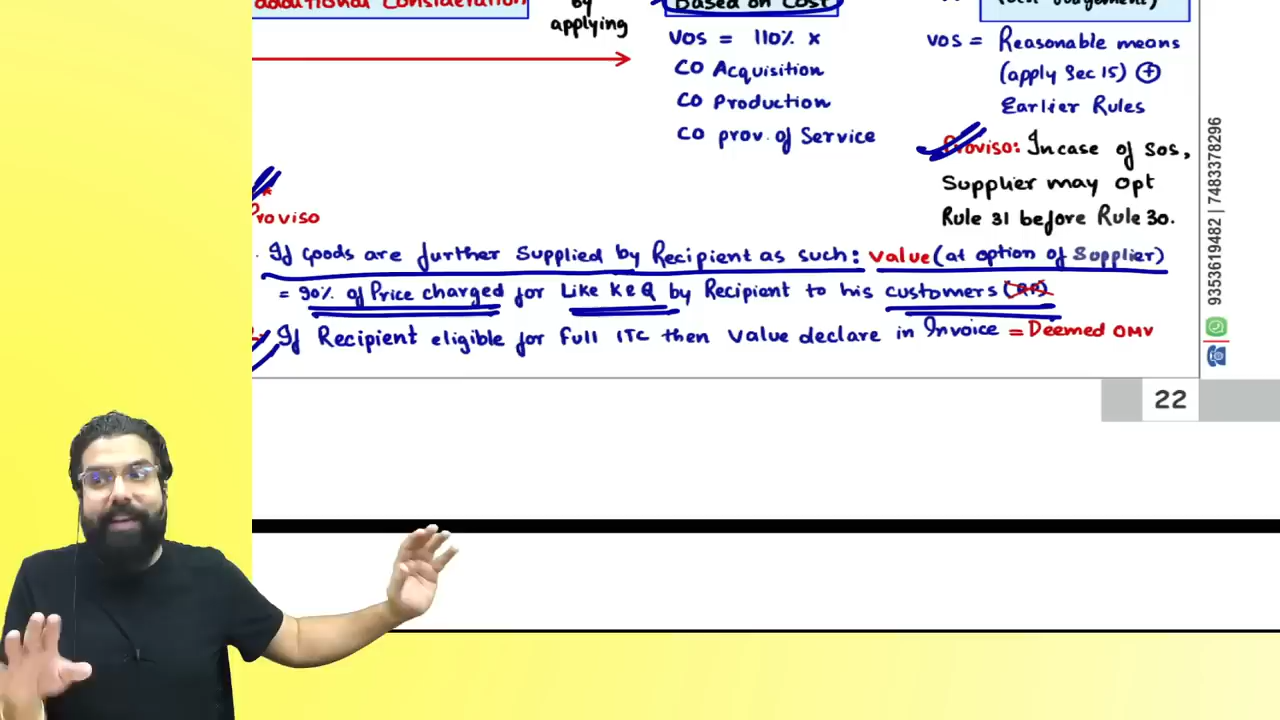 additional Consideration
by
applying
Based on Cost
VOS = 110% x
CO Acquisition
CO Production
CO prov. of Service
VOS = Reasonable means
(apply Sec 15) +
Earlier Rules
Proviso: Incase of SOS,
Supplier may opt
Rule 31 before Rule 30.
*
Proviso
. If Goods are further Supplied by Recipient as such: value (at option of Supplier)
= 90% of Price charged for Like K&Q by Recipient to his customers
If Recipient eligible for full ITC then Value declare in Invoice = Deemed OMV
22
9353619482 | 7483378296